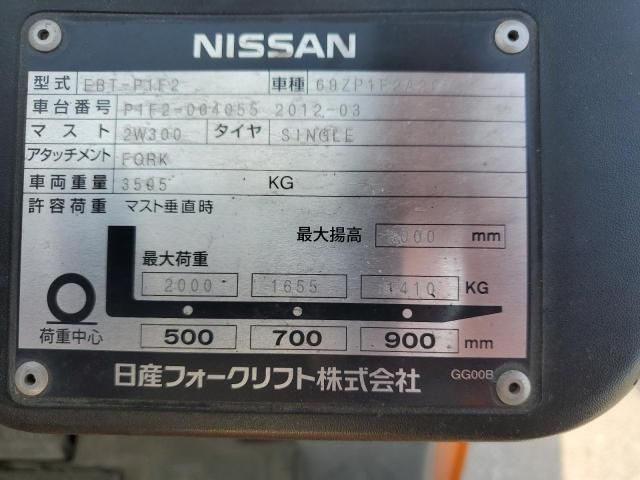 NISSAN
型式 EBT-P1F2 車種
車台番号 P1F2-004055 2012-03
マスト 2W300 タイヤ SINGLE
アタッチメント FORK
車両重量 3595 KG
許容荷重 マスト垂直時
最大揚高 mm
最大荷重
2000 1655 1410 KG
荷重中心 500 700 900 mm
日産フォークリフト株式会社 GG00B